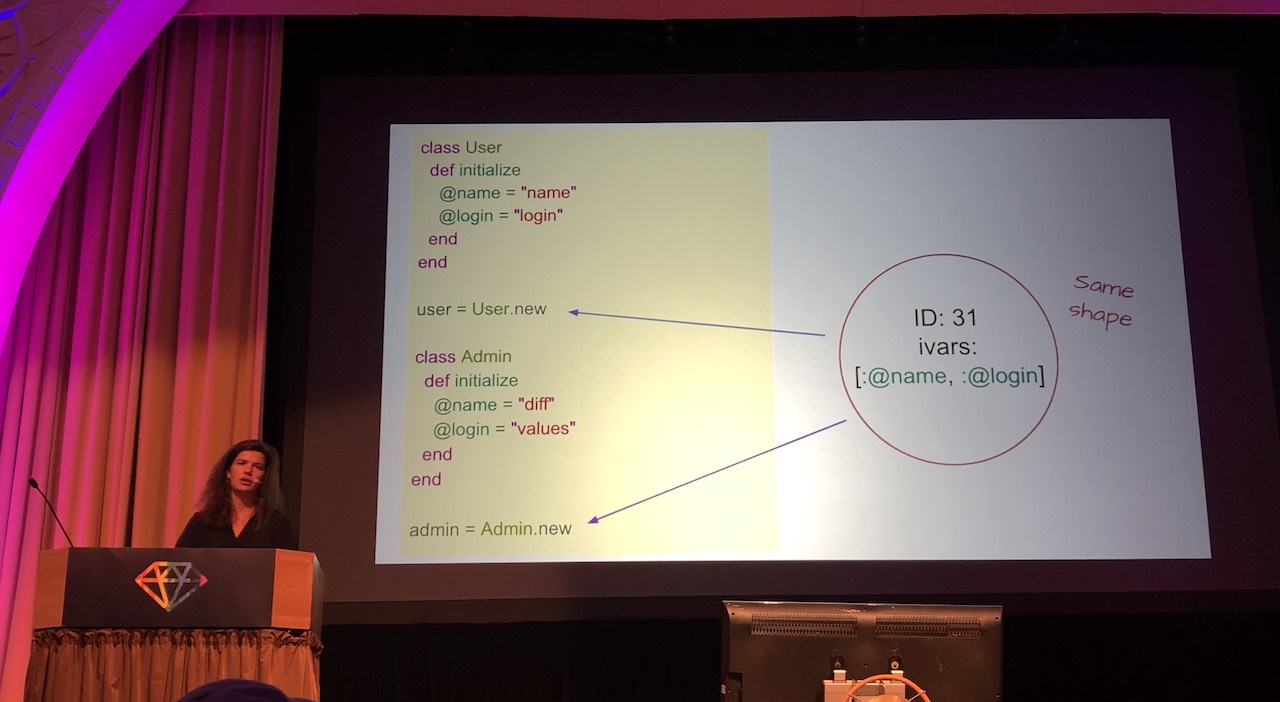 class User
def initialize
@name = "name"
@login = "login"
end
end
user = User.new
class Admin
def initialize
@name = "diff"
@login = "values"
end
end
admin = Admin.new
ID: 31
ivars:
[:@name, :@login]
Same
shape